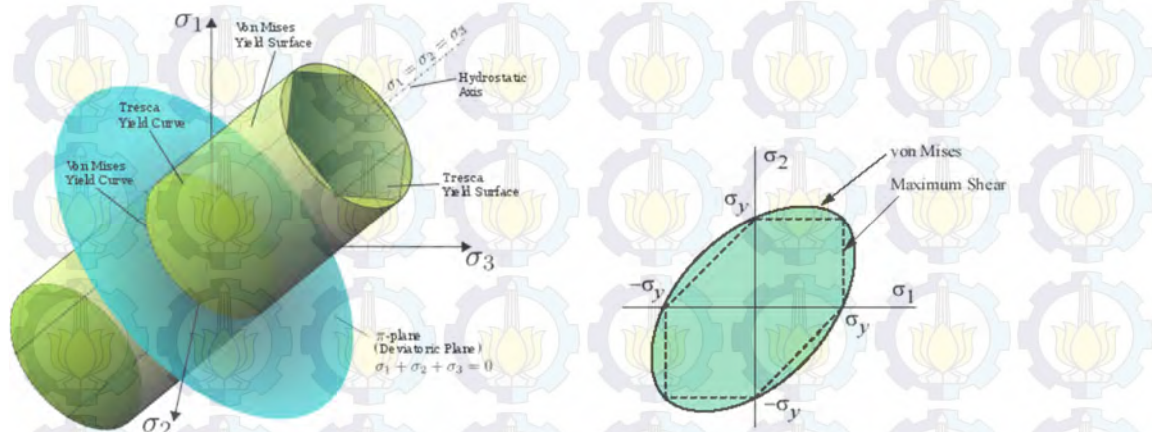 σ₁
Von Mises
Yield Surface
σ₁ = σ₂ = σ₃
Hydrostatic
Axis
Tresca
Yield Curve
Von Mises
Yield Curve
Tresca
Yield Surface
σ₃
π-plane
(Deviatoric Plane)
σ₁ + σ₂ + σ₃ = 0
σ₂
σ₂
von Mises
Maximum Shear
σy
-σy
σ₁
σy
-σy